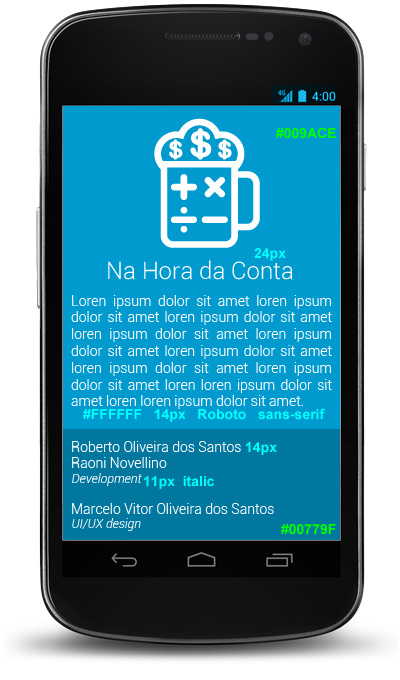 4G 4:00
#009ACE
$ $ $
24px
Na Hora da Conta
Loren ipsum dolor sit amet loren ipsum
dolor sit amet loren ipsum dolor sit amet
loren ipsum dolor sit amet loren ipsum
dolor sit amet loren ipsum dolor sit amet
loren ipsum dolor sit amet loren ipsum
dolor sit amet loren ipsum dolor sit
amet loren loren ipsum dolor sit amet.
#FFFFFF 14px Roboto sans-serif
Roberto Oliveira dos Santos 14px
Raoni Novellino
Development 11px italic
Marcelo Vitor Oliveira dos Santos
UI/UX design
#00779F